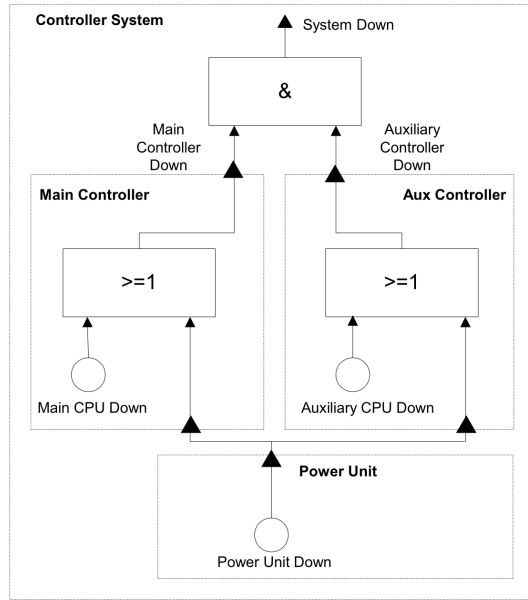 Controller System
System Down
&
Main
Controller
Down
Auxiliary
Controller
Down
Main Controller
Aux Controller
>=1
>=1
Main CPU Down
Auxiliary CPU Down
Power Unit
Power Unit Down